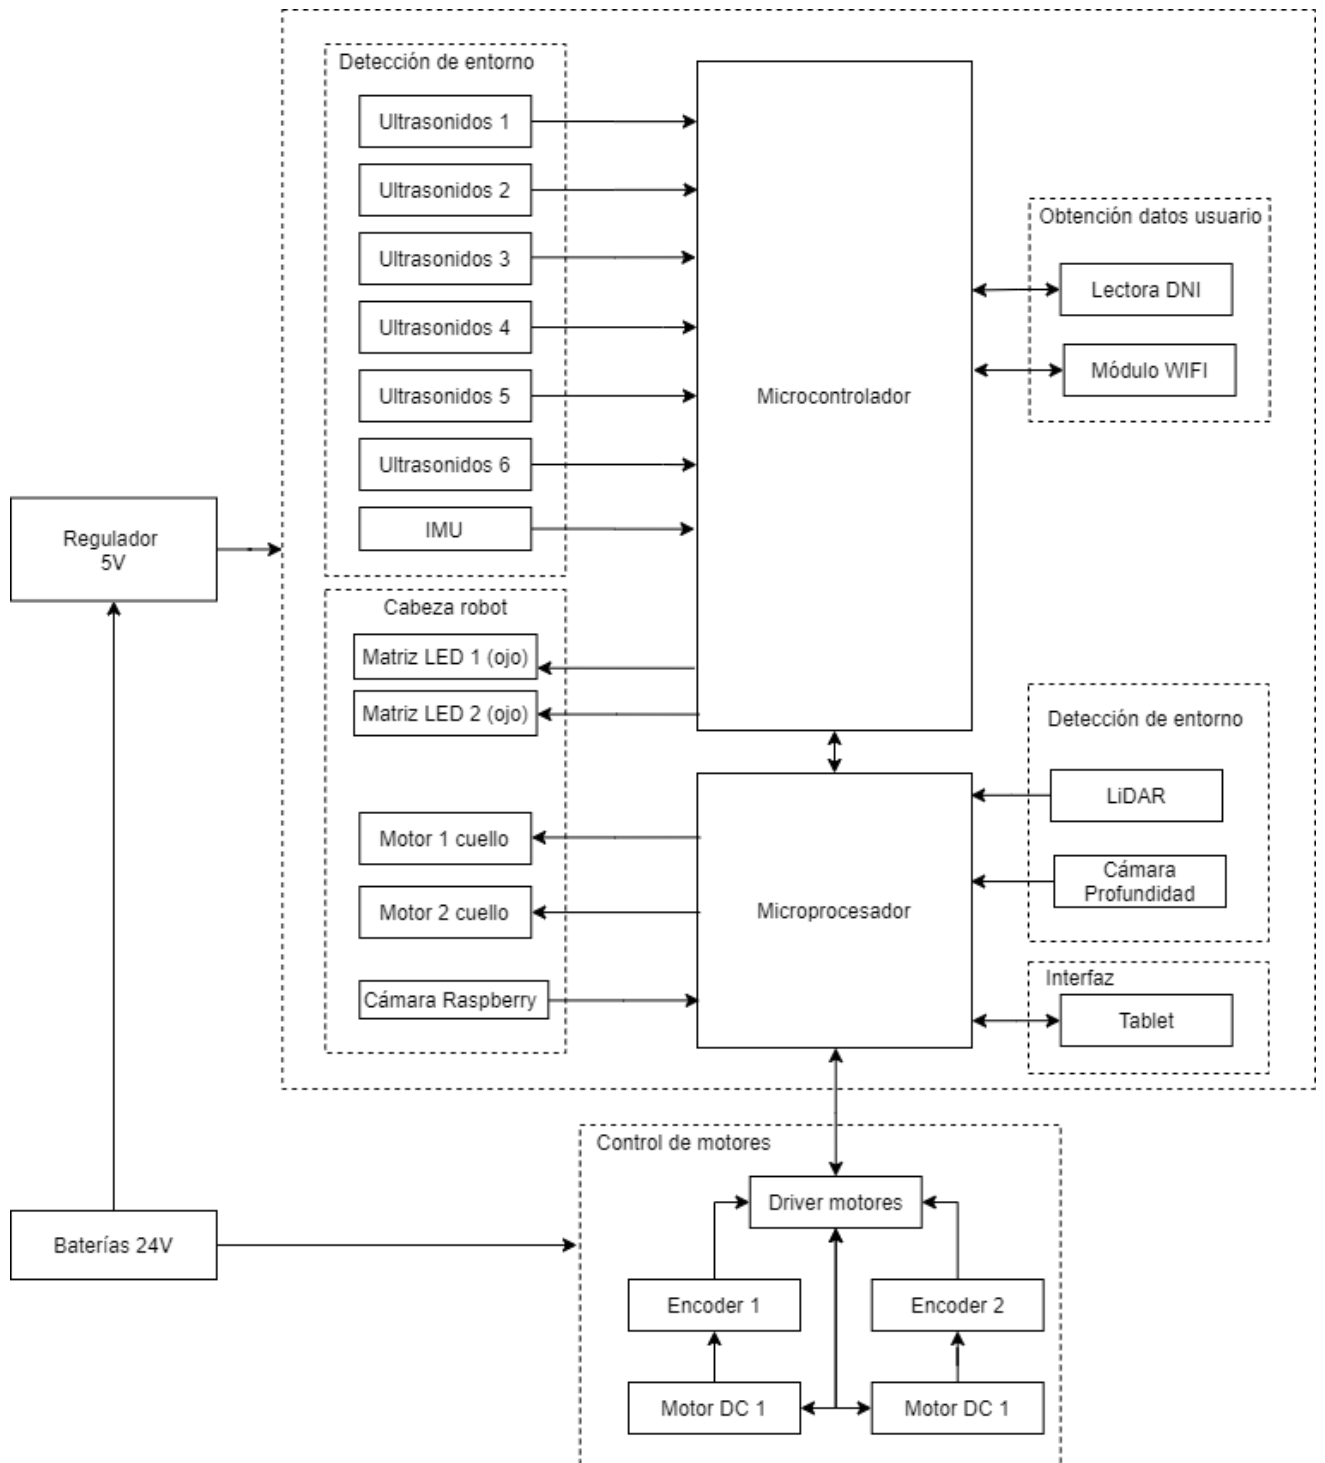 Detección de entorno
Ultrasonidos 1
Ultrasonidos 2
Ultrasonidos 3
Ultrasonidos 4
Ultrasonidos 5
Ultrasonidos 6
IMU
Microcontrolador
Obtención datos usuario
Lectora DNI
Módulo WIFI
Regulador
5V
Cabeza robot
Matriz LED 1 (ojo)
Matriz LED 2 (ojo)
Motor 1 cuello
Motor 2 cuello
Cámara Raspberry
Microprocesador
Detección de entorno
LiDAR
Cámara
Profundidad
Interfaz
Tablet
Baterías 24V
Control de motores
Driver motores
Encoder 1
Encoder 2
Motor DC 1
Motor DC 1